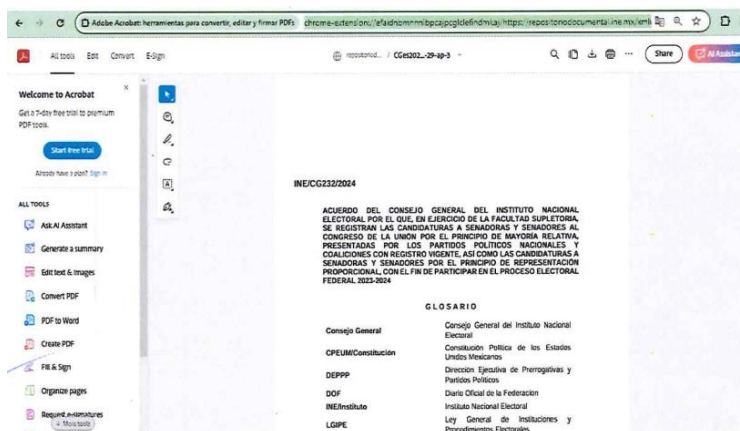 Adobe Acrobat: herramientas para convertir, editar y firmar PDFs
All tools Edit Convert E-Sign
CGes202...-29-ap-3
Share
AI Assistant
Welcome to Acrobat
Get a 7-day free trial to premium
PDF tools.
Start free trial
Already have a plan? Sign in
ALL TOOLS
Ask AI Assistant
Generate a summary
Edit text & images
Convert PDF
PDF to Word
Create PDF
Fill & Sign
Organize pages
Request e-signatures
More tools
INE/CG232/2024
ACUERDO DEL CONSEJO GENERAL DEL INSTITUTO NACIONAL
ELECTORAL POR EL QUE, EN EJERCICIO DE LA FACULTAD SUPLETORIA,
SE REGISTRAN LAS CANDIDATURAS A SENADORAS Y SENADORES AL
CONGRESO DE LA UNIÓN POR EL PRINCIPIO DE MAYORÍA RELATIVA,
PRESENTADAS POR LOS PARTIDOS POLÍTICOS NACIONALES Y
COALICIONES CON REGISTRO VIGENTE, ASÍ COMO LAS CANDIDATURAS A
SENADORAS Y SENADORES POR EL PRINCIPIO DE REPRESENTACIÓN
PROPORCIONAL, CON EL FIN DE PARTICIPAR EN EL PROCESO ELECTORAL
FEDERAL 2023-2024
GLOSARIO
Consejo General Consejo General del Instituto Nacional
Electoral
CPEUM/Constitución Constitución Política de los Estados
Unidos Mexicanos
DEPPP Dirección Ejecutiva de Prerrogativas y
Partidos Políticos
DOF Diario Oficial de la Federación
INE/Instituto Instituto Nacional Electoral
LGIPE Ley General de Instituciones y
Procedimientos Electorales